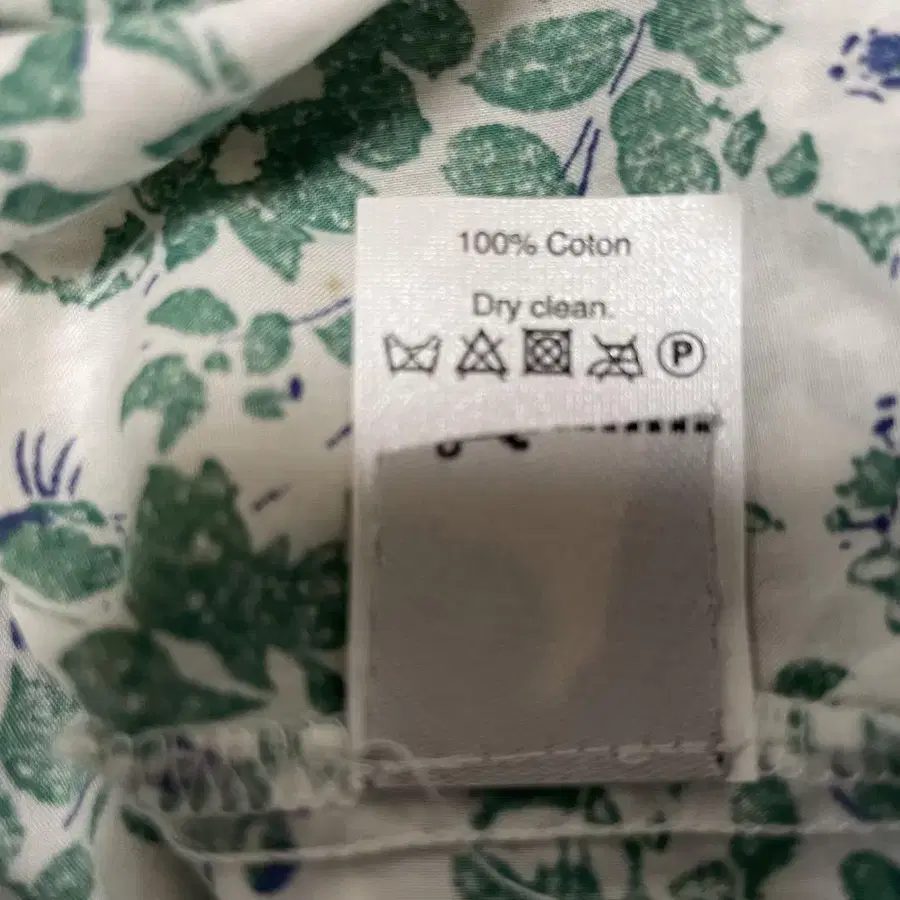 100% Coton
Dry clean.
P